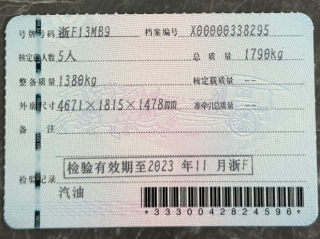 号牌号码 浙F13MB9 档案编号 X00000338295
核定载人数 5人 总质量 1790kg
整备质量 1380kg 核定载质量 --
外廓尺寸 4671×1815×1478mm 准牵引总质量 --
备注
检验有效期至2023年11月浙F
检验记录
汽油
*3330042824596*